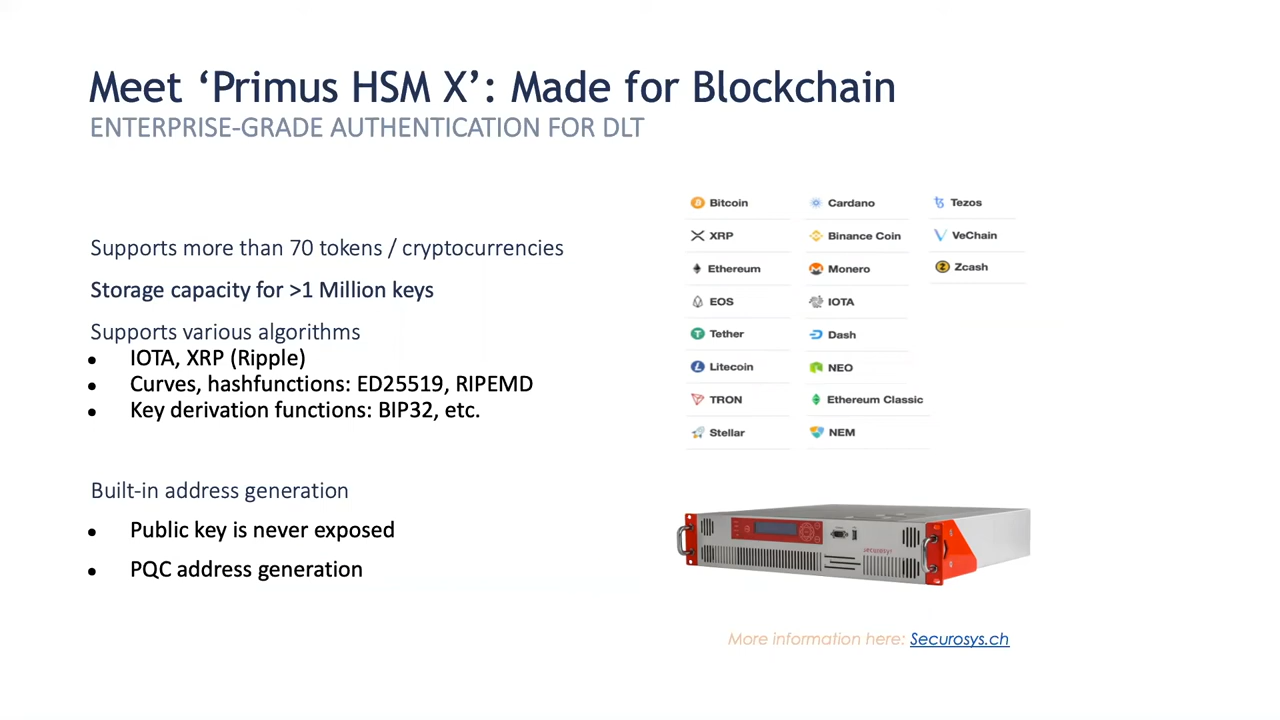 Meet ‘Primus HSM X’: Made for Blockchain
ENTERPRISE-GRADE AUTHENTICATION FOR DLT
Supports more than 70 tokens / cryptocurrencies
Storage capacity for >1 Million keys
Supports various algorithms
• IOTA, XRP (Ripple)
• Curves, hashfunctions: ED25519, RIPEMD
• Key derivation functions: BIP32, etc.
Built-in address generation
• Public key is never exposed
• PQC address generation
Bitcoin
XRP
Ethereum
EOS
Tether
Litecoin
TRON
Stellar
Cardano
Binance Coin
Monero
IOTA
Dash
NEO
Ethereum Classic
NEM
Tezos
VeChain
Zcash
More information here: Securosys.ch